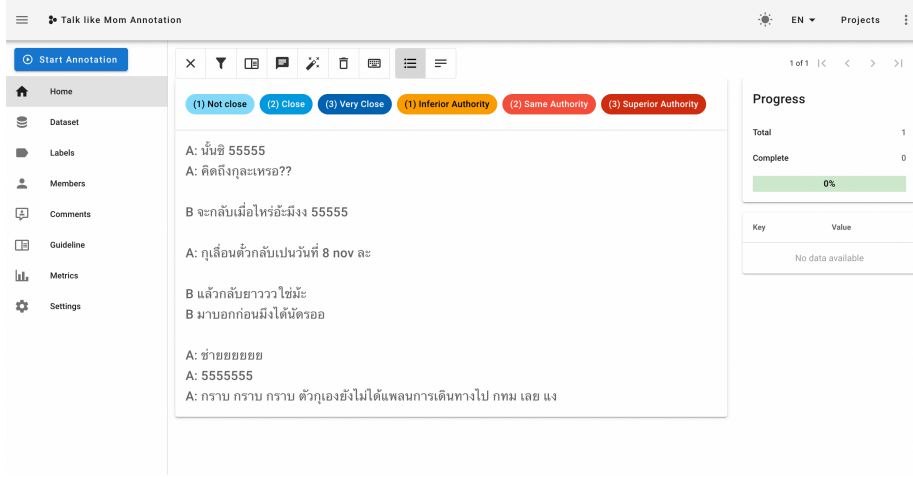 Talk like Mom Annotation
EN
Projects
Start Annotation
Home
Dataset
Labels
Members
Comments
Guideline
Metrics
Settings
1 of 1
(1) Not close
(2) Close
(3) Very Close
(1) Inferior Authority
(2) Same Authority
(3) Superior Authority
A: นั้นซิ 55555
A: คิดถึงกุละเหรอ??
B จะกลับเมื่อไหร่อ้ะมึงง 55555
A: กุเลื่อนตั๋วกลับเปนวันที่ 8 nov ละ
B แล้วกลับยาววว ใช่ม้ะ
B มาบอกก่อนมึงได้นัดรออ
A: ช่ายยยยยย
A: 5555555
A: กราบ กราบ กราบ ตัวกุเองยังไม่ได้แพลนการเดินทางไป กทม เลย แง
Progress
Total 1
Complete 0
0%
Key Value
No data available